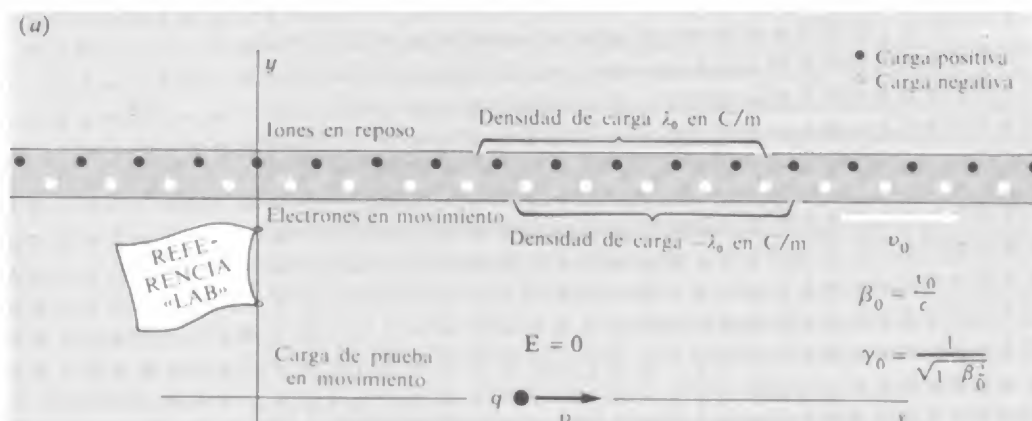 (a)
y
Carga positiva
Carga negativa
Iones en reposo
Densidad de carga λ₀ en C/m
Electrones en movimiento
Densidad de carga −λ₀ en C/m
v₀
REFE-
RENCIA
«LAB»
β₀ = v₀/c
E = 0
γ₀ = 1/√(1 − β₀²)
Carga de prueba
en movimiento
q